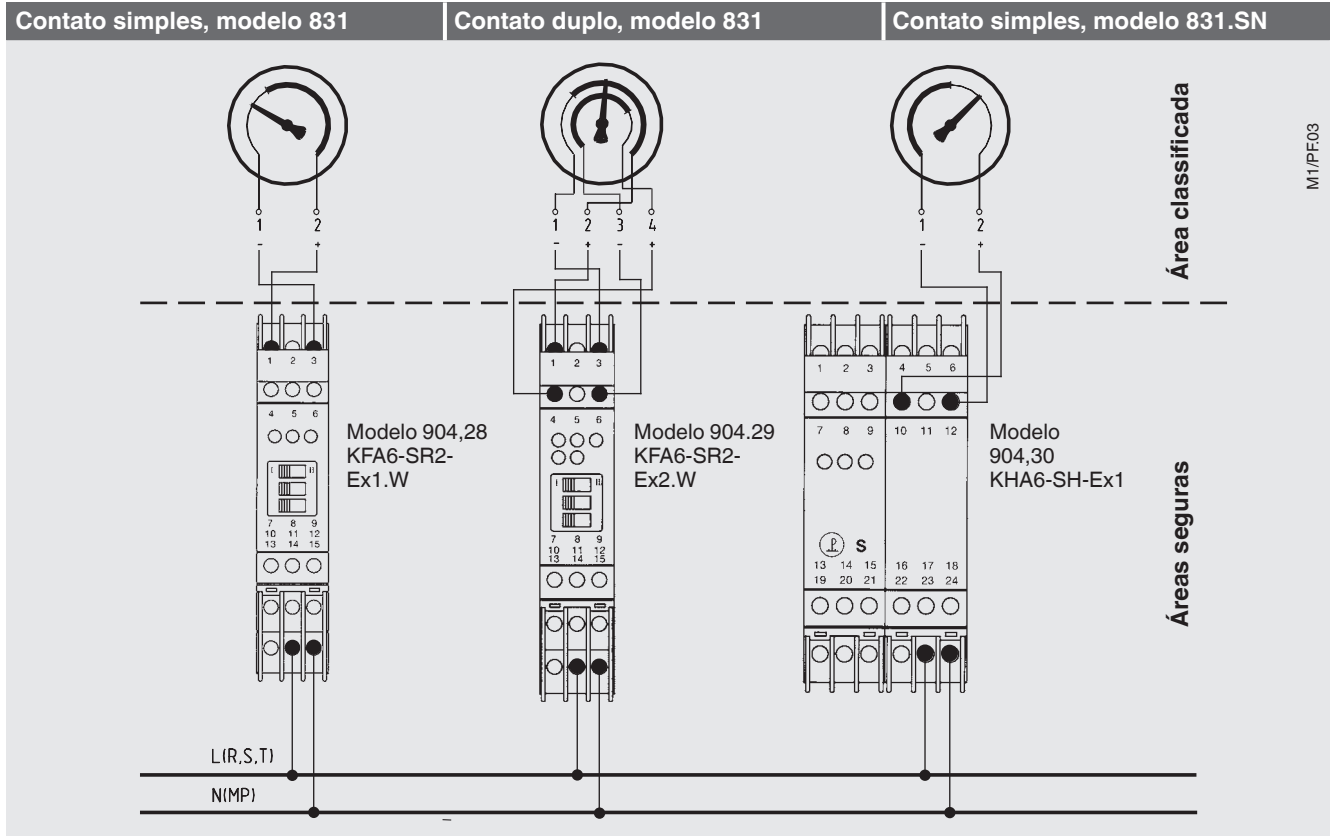 Contato simples, modelo 831
Contato duplo, modelo 831
Contato simples, modelo 831.SN
Área classificada
M1/PF.03
1 2
- +
1 2 3 4
- + - +
1 2
- +
1 2 3
4 5 6
I II
7 8 9
10 11 12
13 14 15
Modelo 904,28
KFA6-SR2-
Ex1.W
1 2 3
4 5 6
I II
7 8 9
10 11 12
13 14 15
Modelo 904.29
KFA6-SR2-
Ex2.W
1 2 3 4 5 6
7 8 9 10 11 12
S
13 14 15 16 17 18
19 20 21 22 23 24
Modelo
904,30
KHA6-SH-Ex1
Áreas seguras
L(R,S,T)
N(MP)